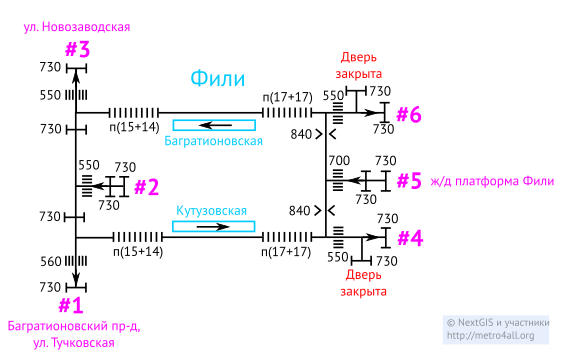 ул. Новозаводская
#3
730
550
730
п(15+14)
Фили
Багратионовская
п(17+17)
Дверь
закрыта
550
730
#6
730
840
550
730
#2
730
700
730
#5
ж/д платформа Фили
730
840
Кутузовская
730
560
730
п(15+14)
п(17+17)
550
730
#4
730
Дверь
закрыта
#1
Багратионовский пр-д,
ул. Тучковская
© NextGIS и участники
http://metro4all.org